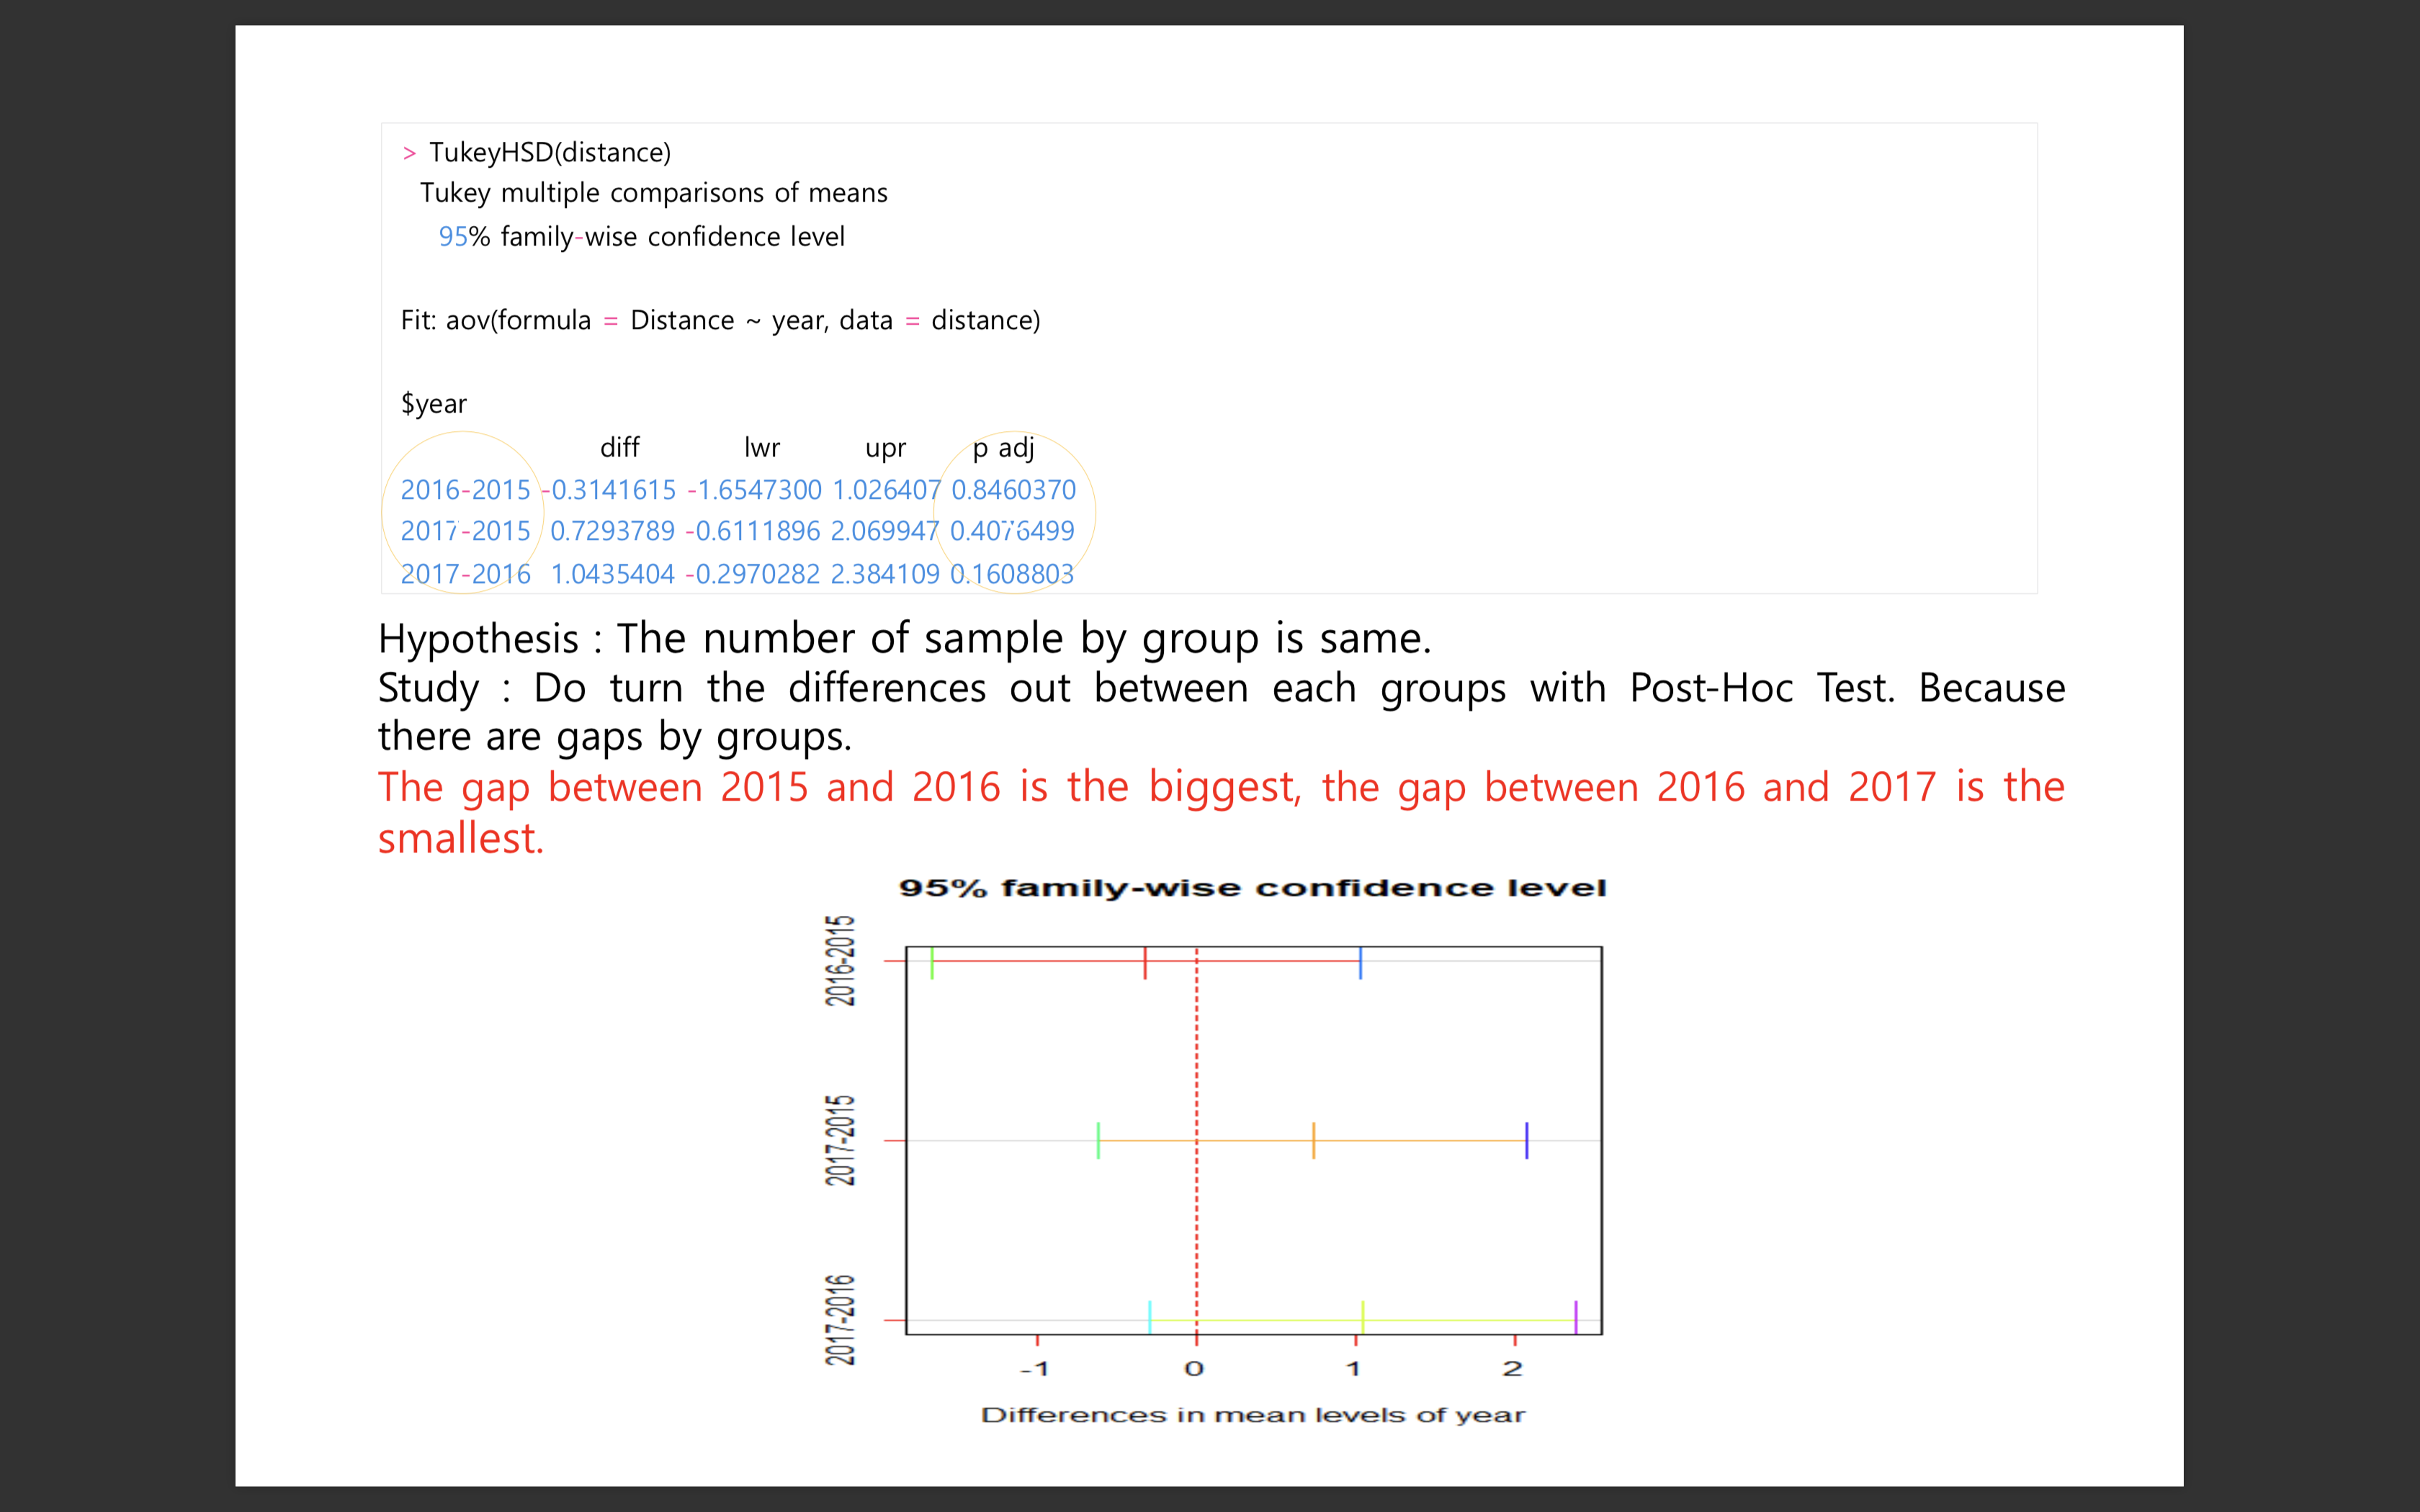 > TukeyHSD(distance)
Tukey multiple comparisons of means
95% family-wise confidence level
Fit: aov(formula = Distance ~ year, data = distance)
$year
diff lwr upr p adj
2016-2015 -0.3141615 -1.6547300 1.026407 0.8460370
2017-2015 0.7293789 -0.6111896 2.069947 0.4076499
2017-2016 1.0435404 -0.2970282 2.384109 0.1608803
Hypothesis : The number of sample by group is same.
Study : Do turn the differences out between each groups with Post-Hoc Test. Because
there are gaps by groups.
The gap between 2015 and 2016 is the biggest, the gap between 2016 and 2017 is the
smallest.
95% family-wise confidence level
2016-2015
2017-2015
2017-2016
-1 0 1 2
Differences in mean levels of year